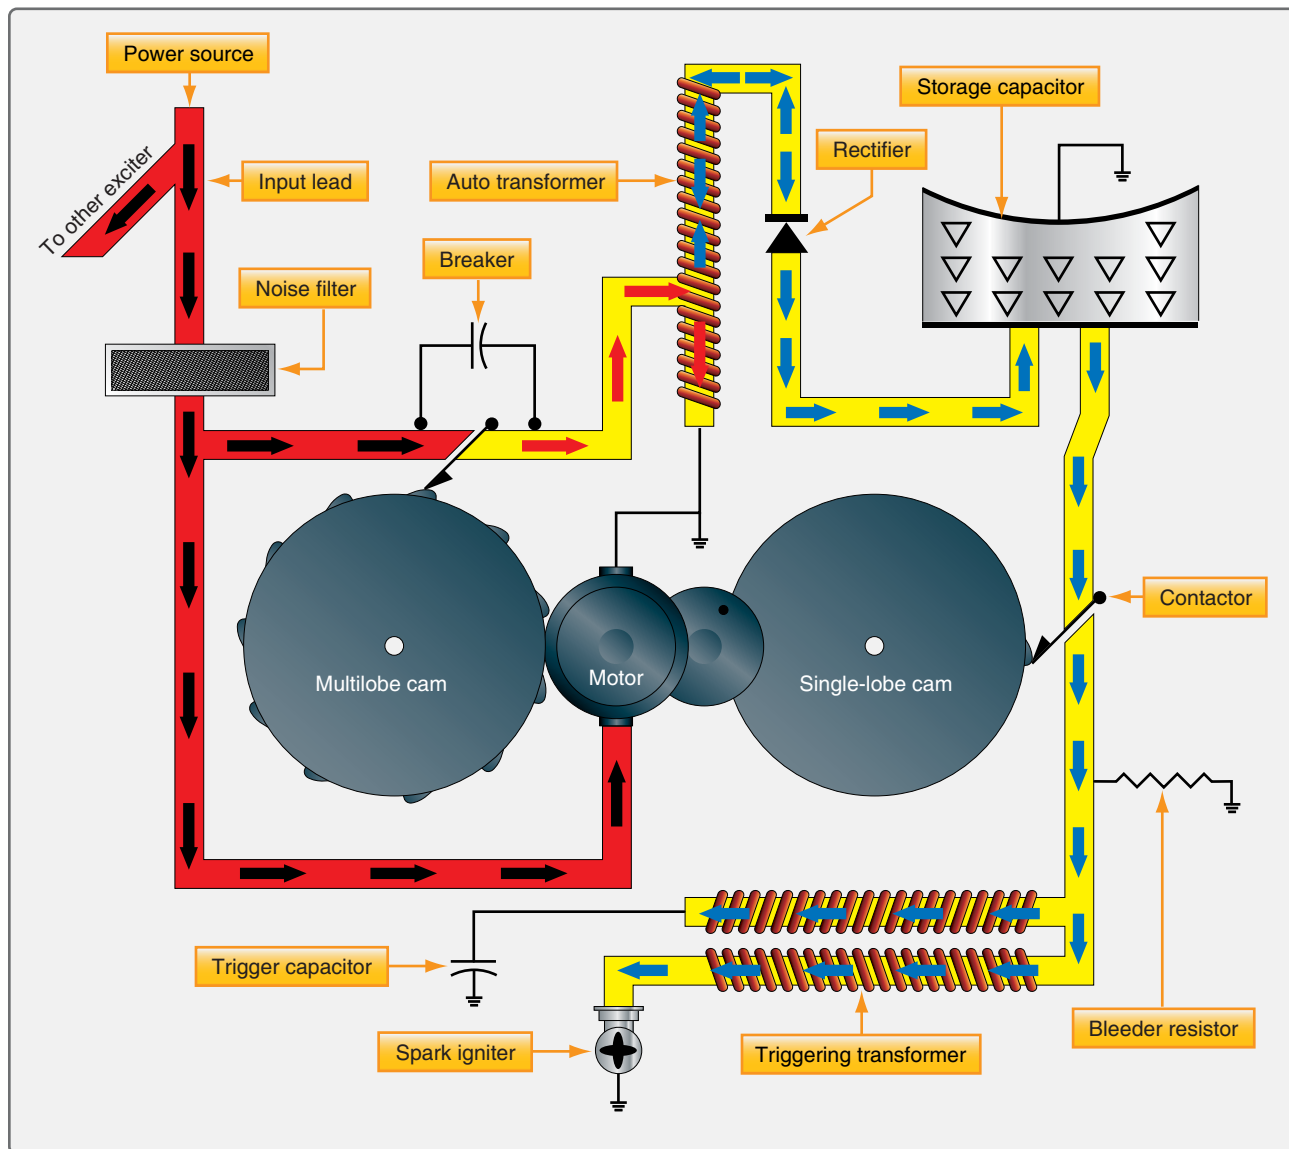 Power source
Storage capacitor
Rectifier
Input lead
Auto transformer
To other exciter
Breaker
Noise filter
Contactor
Multilobe cam
Motor
Single-lobe cam
Trigger capacitor
Bleeder resistor
Spark igniter
Triggering transformer